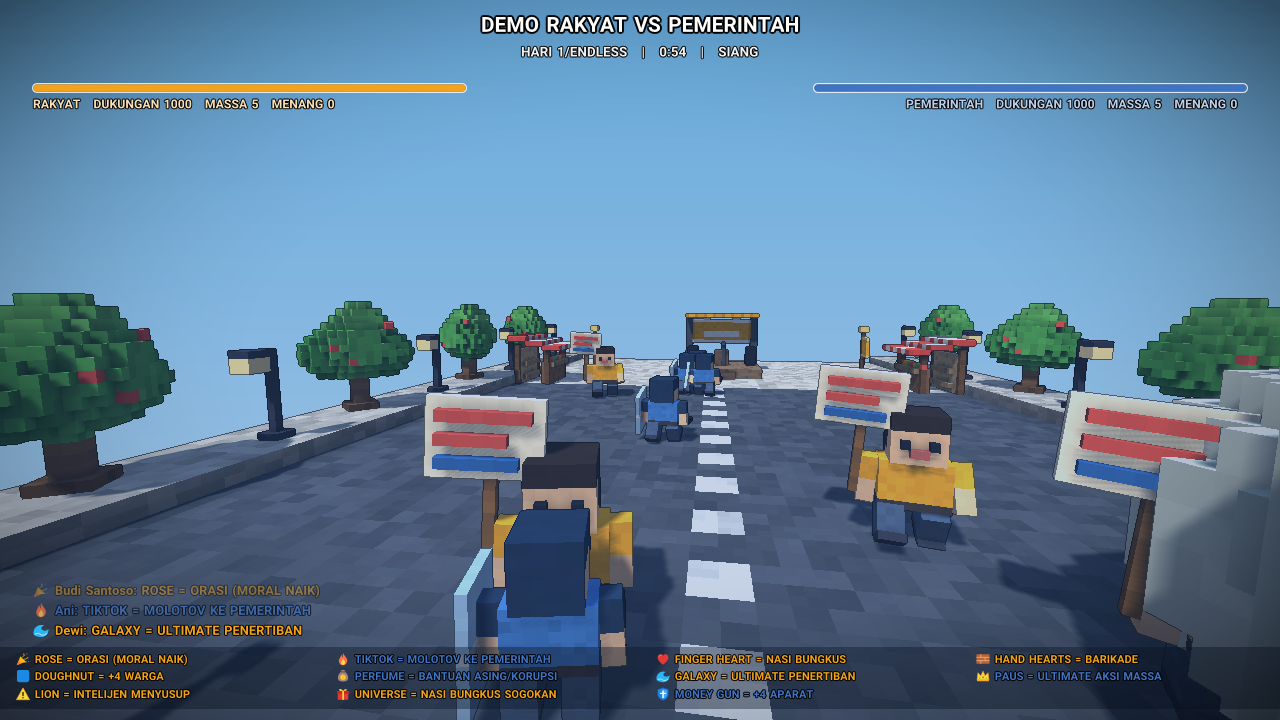 DEMO RAKYAT VS PEMERINTAH
HARI 1/ENDLESS | 0:54 | SIANG
RAKYAT DUKUNGAN 1000 MASSA 5 MENANG 0
PEMERINTAH DUKUNGAN 1000 MASSA 5 MENANG 0
Budi Santoso: ROSE = ORASI (MORAL NAIK)
Ani: TIKTOK = MOLOTOV KE PEMERINTAH
Dewi: GALAXY = ULTIMATE PENERTIBAN
ROSE = ORASI (MORAL NAIK)
TIKTOK = MOLOTOV KE PEMERINTAH
FINGER HEART = NASI BUNGKUS
HAND HEARTS = BARIKADE
DOUGHNUT = +4 WARGA
PERFUME = BANTUAN ASING/KORUPSI
GALAXY = ULTIMATE PENERTIBAN
PAUS = ULTIMATE AKSI MASSA
LION = INTELIJEN MENYUSUP
UNIVERSE = NASI BUNGKUS SOGOKAN
MONEY GUN = +4 APARAT